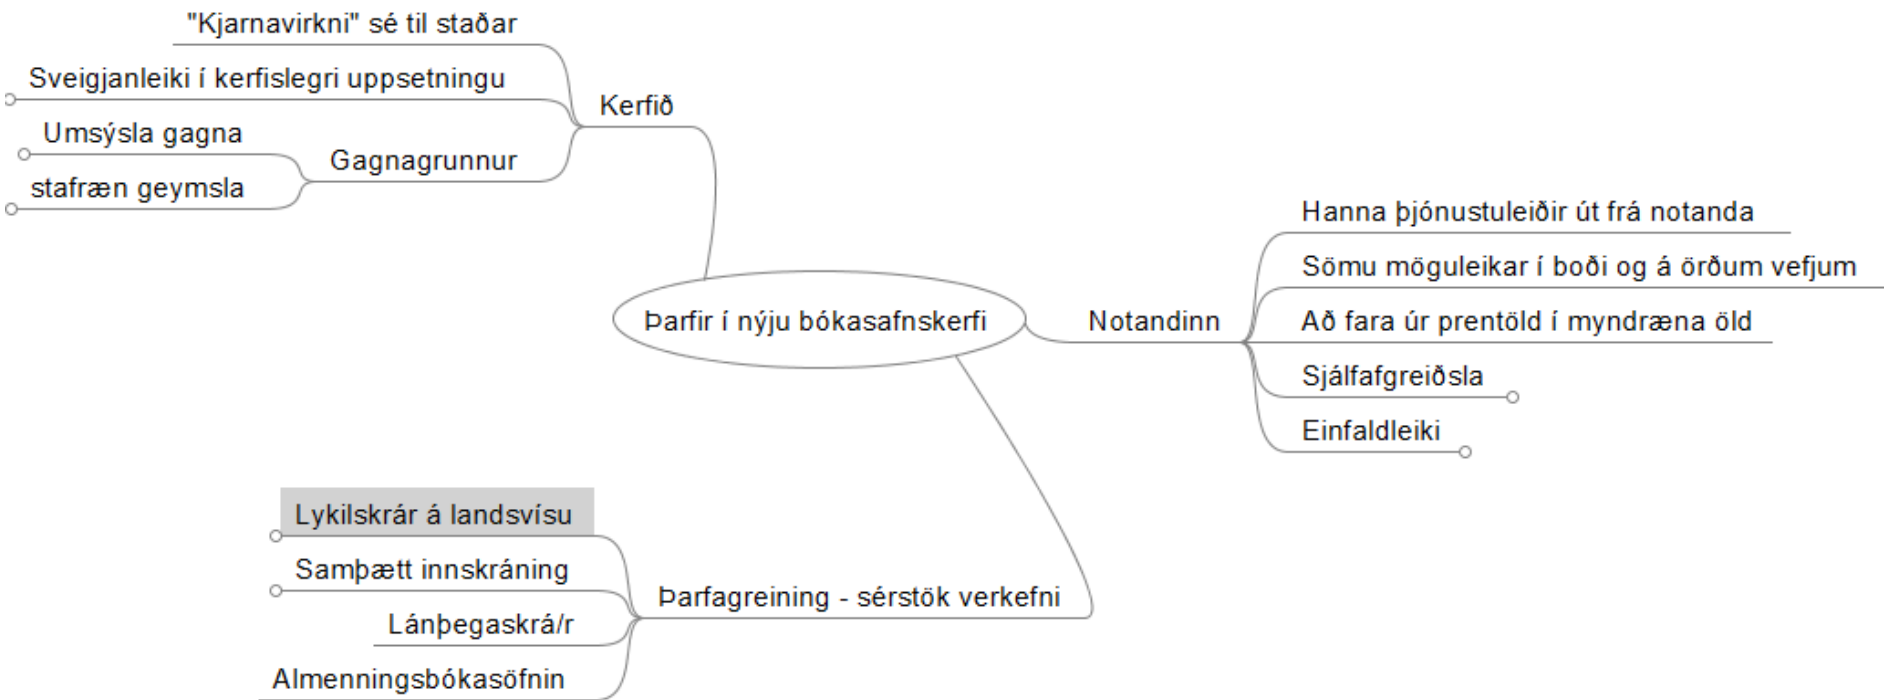 "Kjarnavirkni" sé til staðar
Sveigjanleiki í kerfislegri uppsetningu
Kerfið
Umsýsla gagna
Gagnagrunnur
stafræn geymsla
Hanna þjónustuleiðir út frá notanda
Sömu möguleikar í boði og á örðum vefjum
Þarfir í nýju bókasafnskerfi
Notandinn
Að fara úr prentöld í myndræna öld
Sjálfafgreiðsla
Einfaldleiki
Lykilskrár á landsvísu
Samþætt innskráning
Þarfagreining - sérstök verkefni
Lánþegaskrá/r
Almenningsbókasöfnin